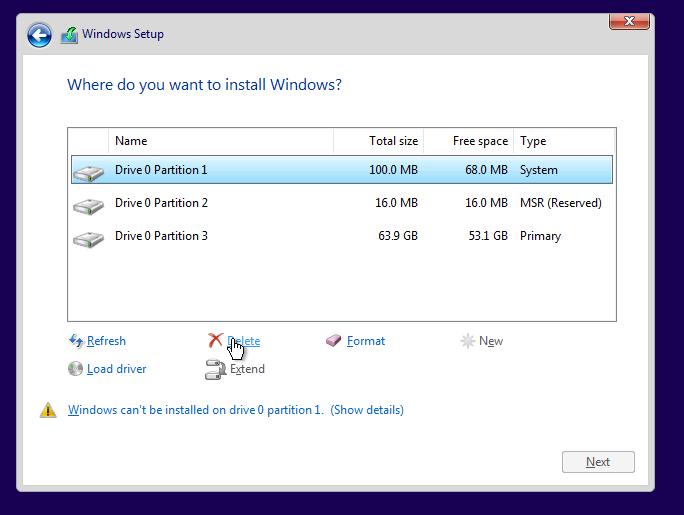 Windows Setup
Where do you want to install Windows?
Name Total size Free space Type
Drive 0 Partition 1 100.0 MB 68.0 MB System
Drive 0 Partition 2 16.0 MB 16.0 MB MSR (Reserved)
Drive 0 Partition 3 63.9 GB 53.1 GB Primary
Refresh Delete Format New
Load driver Extend
Windows can't be installed on drive 0 partition 1. (Show details)
Next